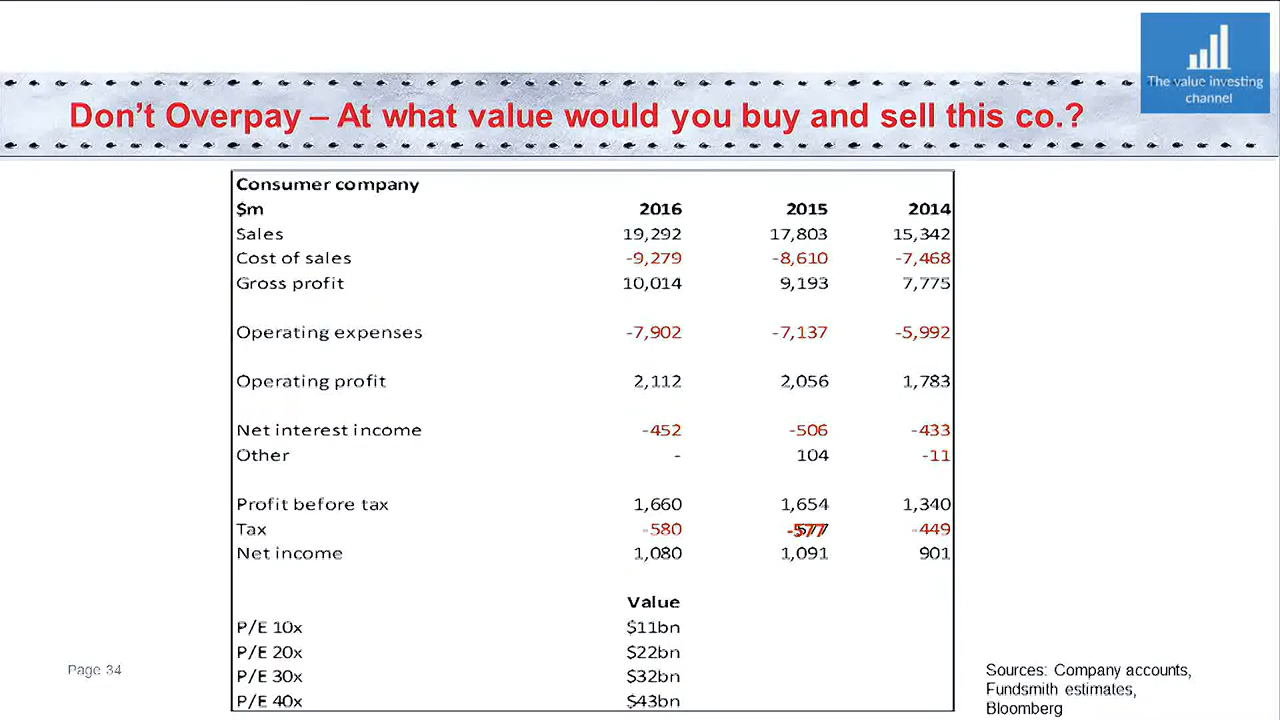 The value investing
channel
Don't Overpay – At what value would you buy and sell this co.?
Consumer company
$m 2016 2015 2014
Sales 19,292 17,803 15,342
Cost of sales -9,279 -8,610 -7,468
Gross profit 10,014 9,193 7,775
Operating expenses -7,902 -7,137 -5,992
Operating profit 2,112 2,056 1,783
Net interest income -452 -506 -433
Other - 104 -11
Profit before tax 1,660 1,654 1,340
Tax -580 -577 -449
Net income 1,080 1,091 901
Value
P/E 10x $11bn
P/E 20x $22bn
P/E 30x $32bn
P/E 40x $43bn
Page 34
Sources: Company accounts,
Fundsmith estimates,
Bloomberg